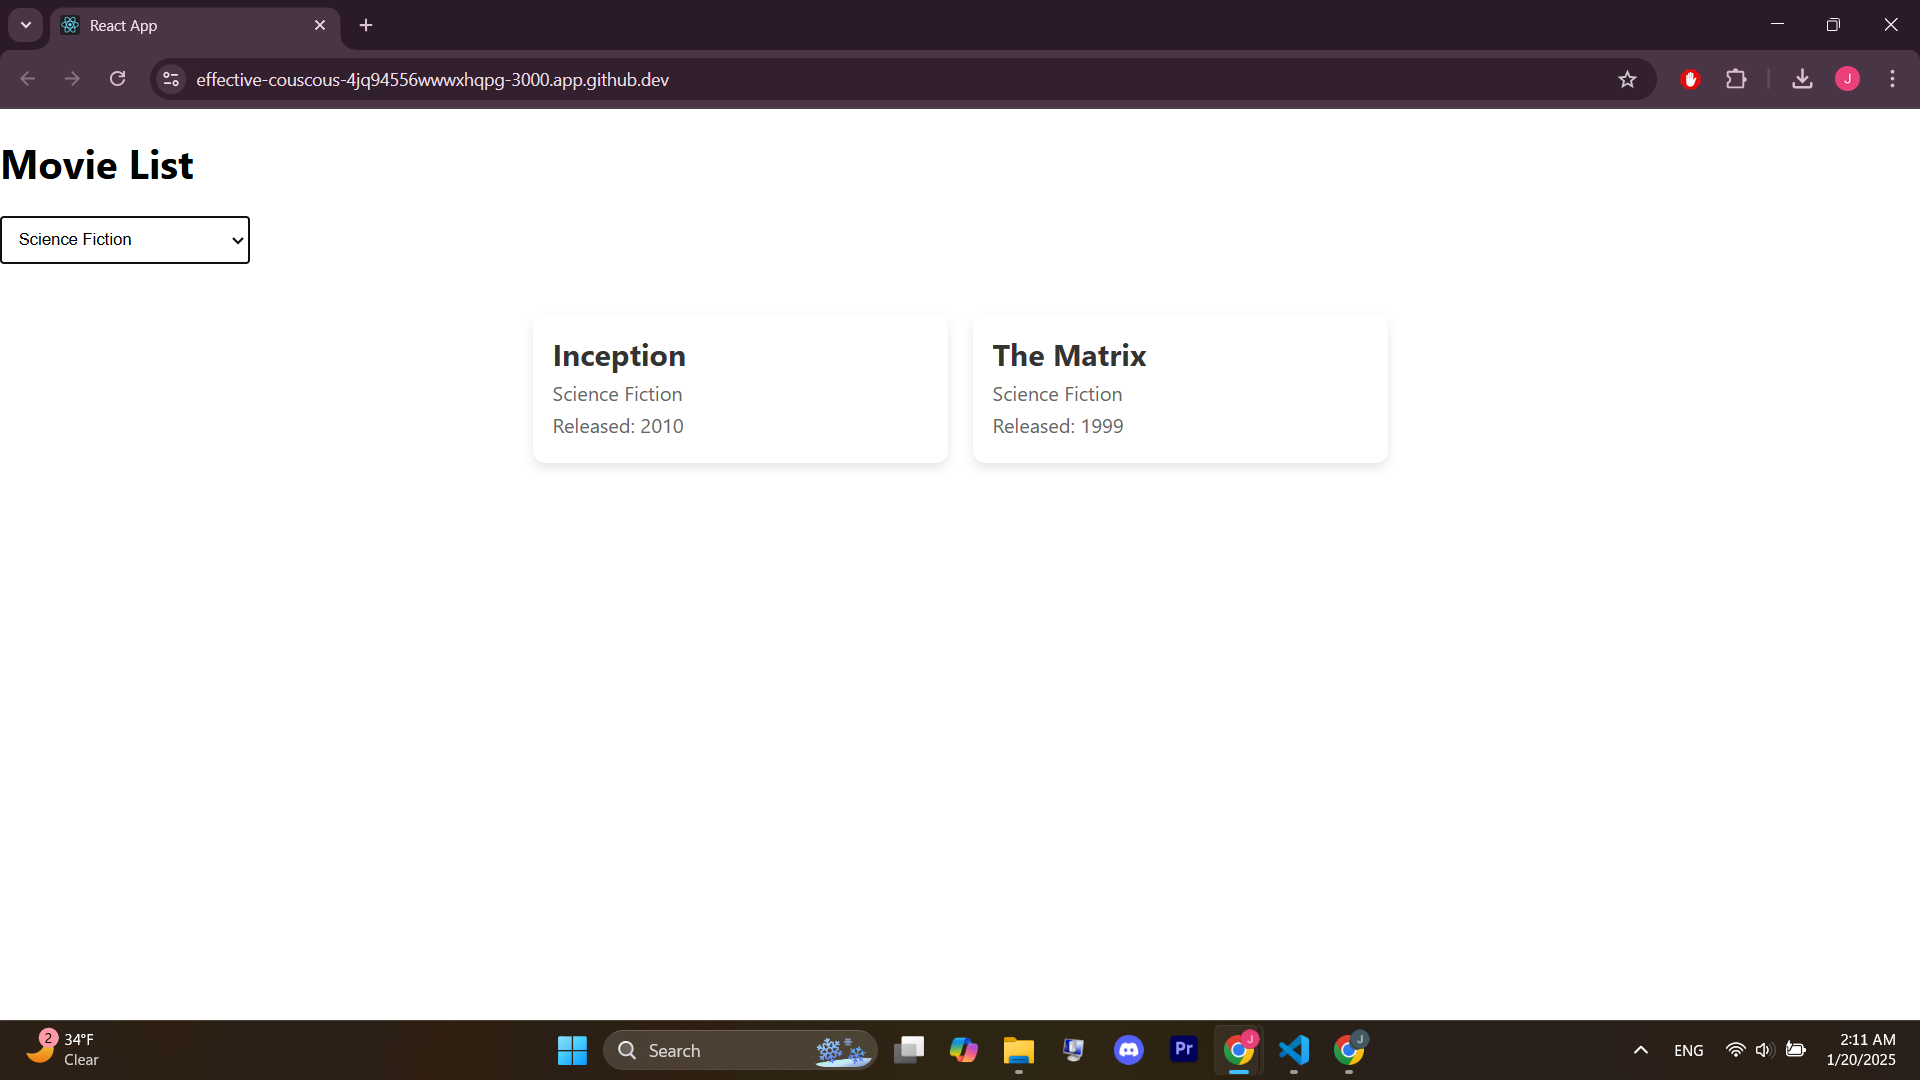 React App
effective-couscous-4jq94556wwwxhqpg-3000.app.github.dev
J
Movie List
Science Fiction
Inception
Science Fiction
Released: 2010
The Matrix
Science Fiction
Released: 1999
2
34°F
Clear
Search
Pr
J
J
ENG
2:11 AM
1/20/2025